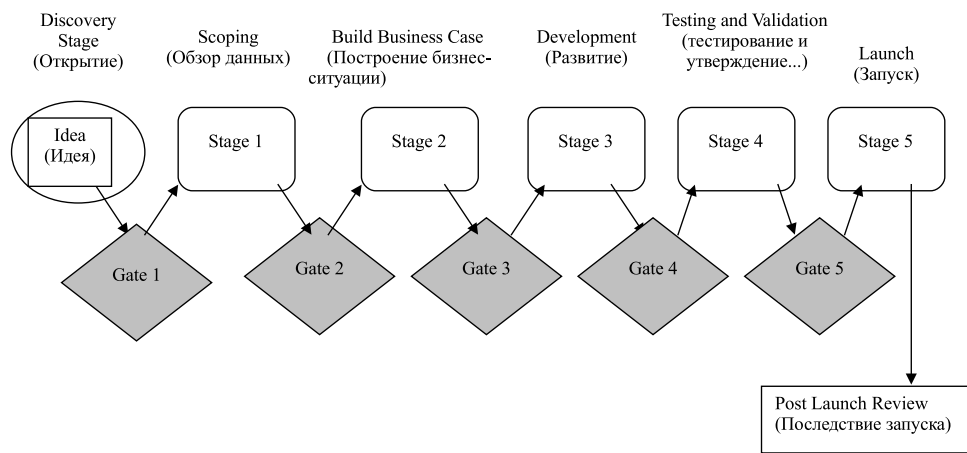 Discovery
Stage
(Открытие)
Scoping
(Обзор данных)
Build Business Case
(Построение бизнес-
ситуации)
Development
(Развитие)
Testing and Validation
(тестирование и
утверждение...)
Launch
(Запуск)
Idea
(Идея)
Stage 1
Stage 2
Stage 3
Stage 4
Stage 5
Gate 1
Gate 2
Gate 3
Gate 4
Gate 5
Post Launch Review
(Последствие запуска)